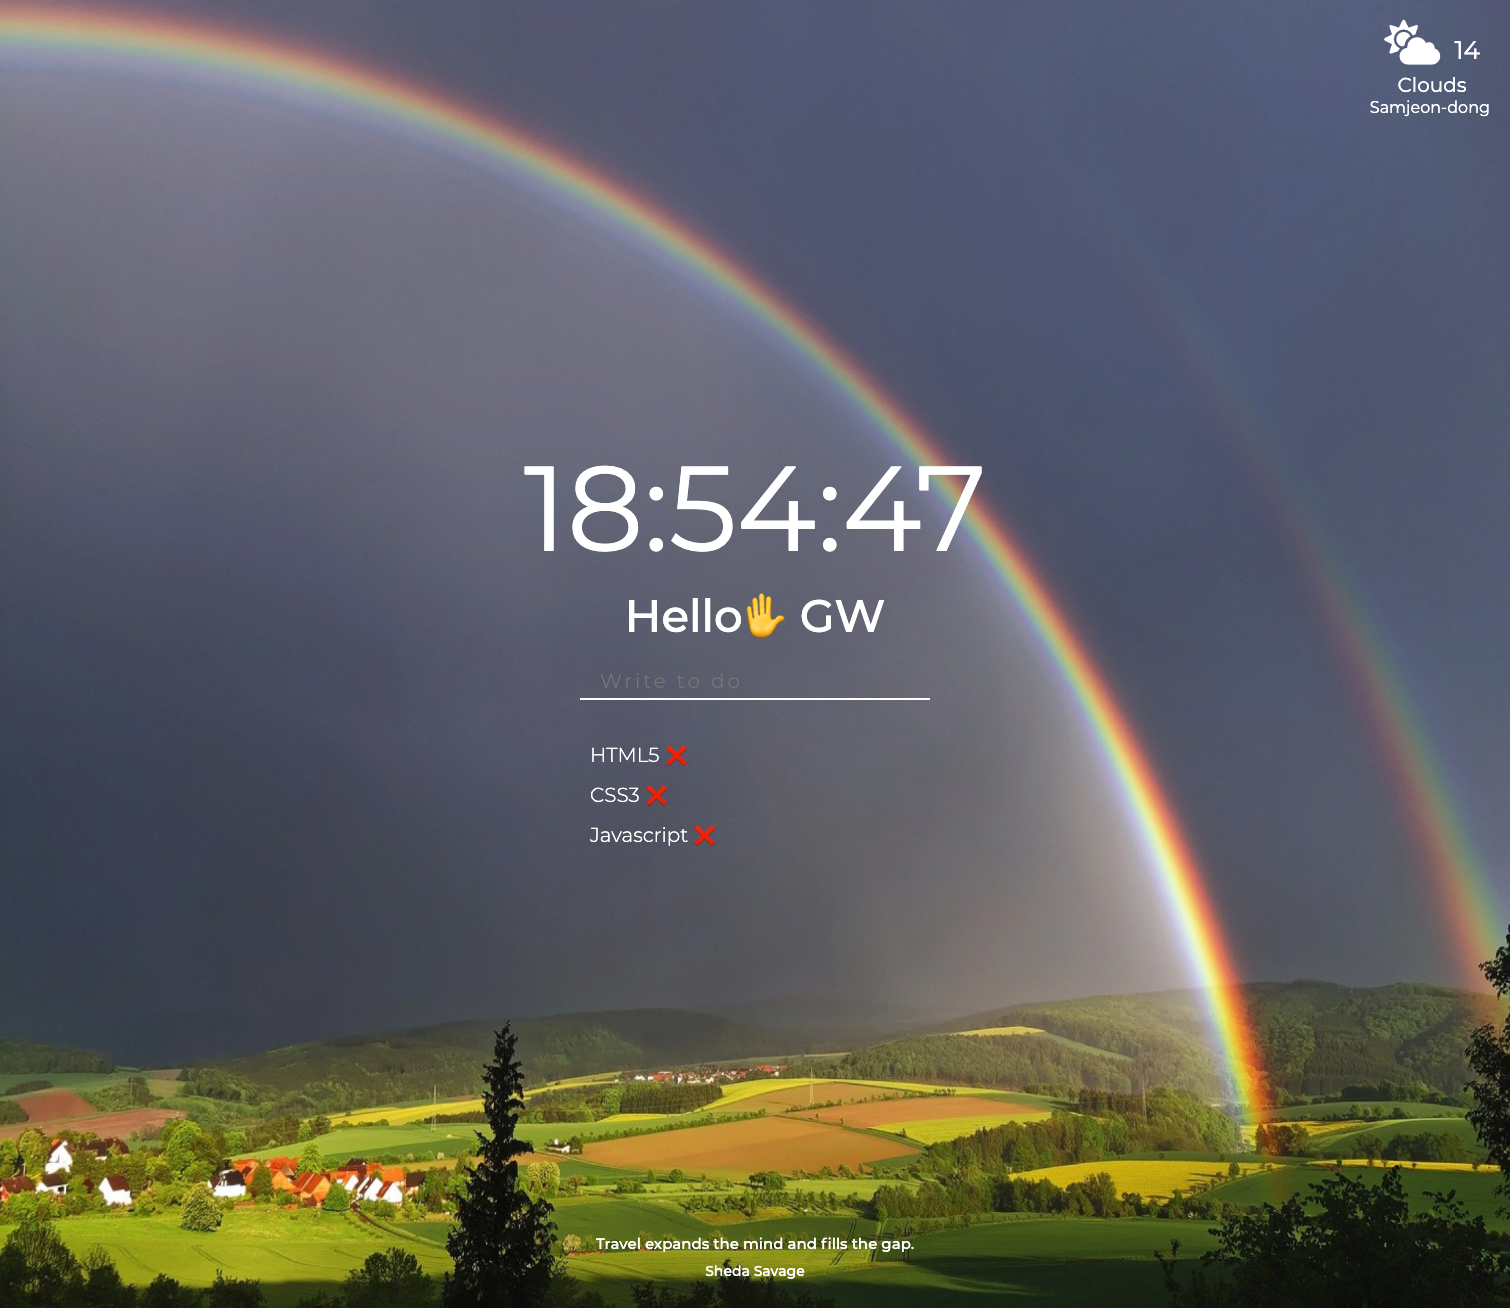 14
Clouds
Samjeon-dong
18:54:47
Hello✋ GW
Write to do
HTML5 ❌
CSS3 ❌
Javascript ❌
Travel expands the mind and fills the gap.
Sheda Savage